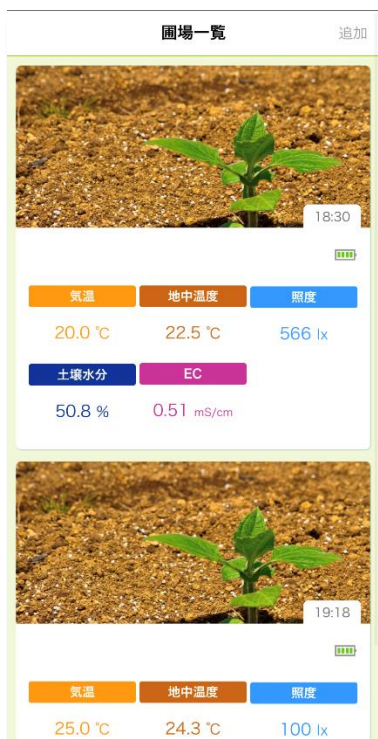 圃場一覧 追加
18:30
気温 地中温度 照度
20.0 ℃ 22.5 ℃ 566 lx
土壌水分 EC
50.8 % 0.51 mS/cm
19:18
気温 地中温度 照度
25.0 ℃ 24.3 ℃ 100 lx